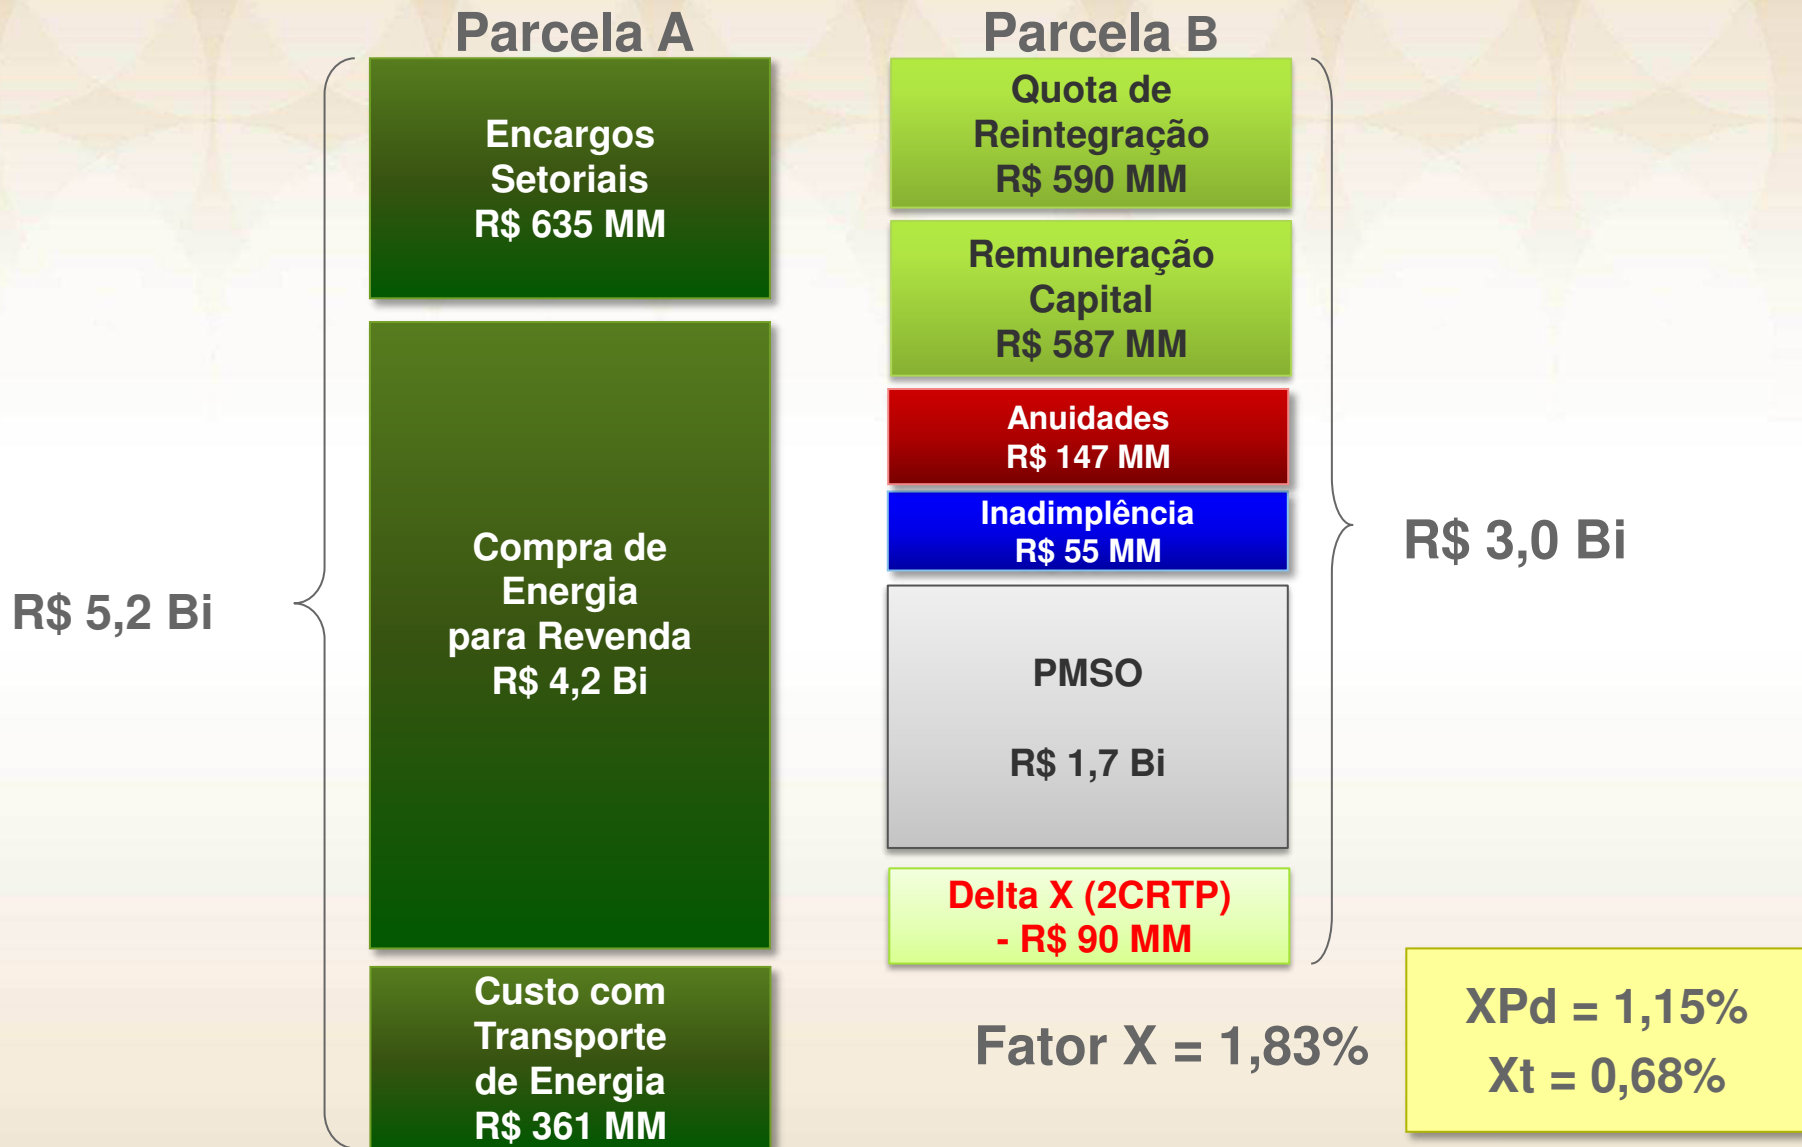 Parcela A
Encargos
Setoriais
R$ 635 MM
Compra de
Energia
para Revenda
R$ 4,2 Bi
Custo com
Transporte
de Energia
R$ 361 MM
R$ 5,2 Bi
Parcela B
Quota de
Reintegração
R$ 590 MM
Remuneração
Capital
R$ 587 MM
Anuidades
R$ 147 MM
Inadimplência
R$ 55 MM
PMSO
R$ 1,7 Bi
Delta X (2CRTP)
- R$ 90 MM
R$ 3,0 Bi
Fator X = 1,83%
XPd = 1,15%
Xt = 0,68%